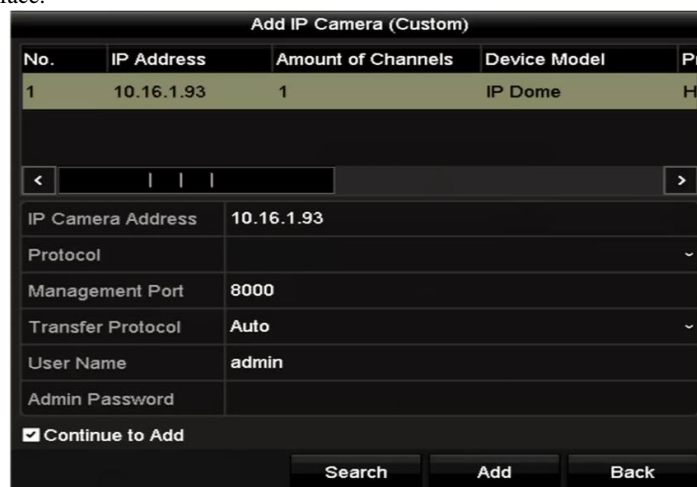 face.
Add IP Camera (Custom)
No. IP Address Amount of Channels Device Model Pr
1 10.16.1.93 1 IP Dome H
IP Camera Address 10.16.1.93
Protocol
Management Port 8000
Transfer Protocol Auto
User Name admin
Admin Password
Continue to Add
Search Add Back